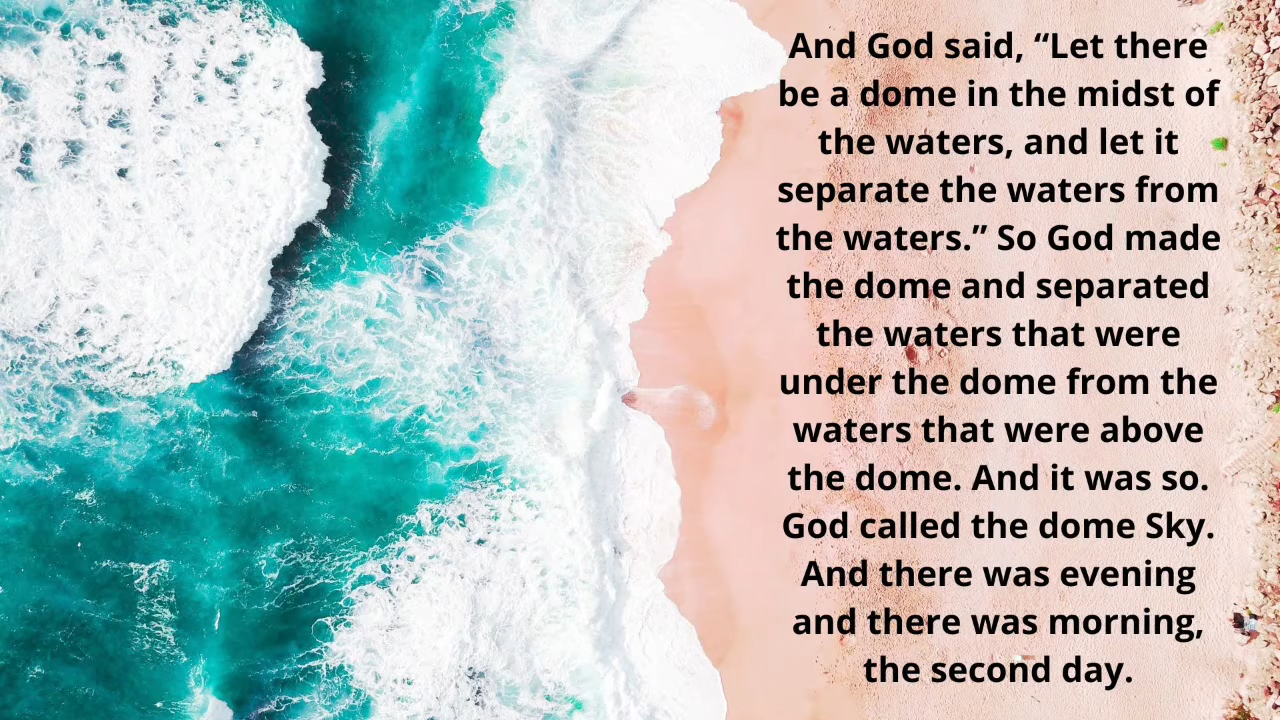 And God said, “Let there
be a dome in the midst of
the waters, and let it
separate the waters from
the waters.” So God made
the dome and separated
the waters that were
under the dome from the
waters that were above
the dome. And it was so.
God called the dome Sky.
And there was evening
and there was morning,
the second day.